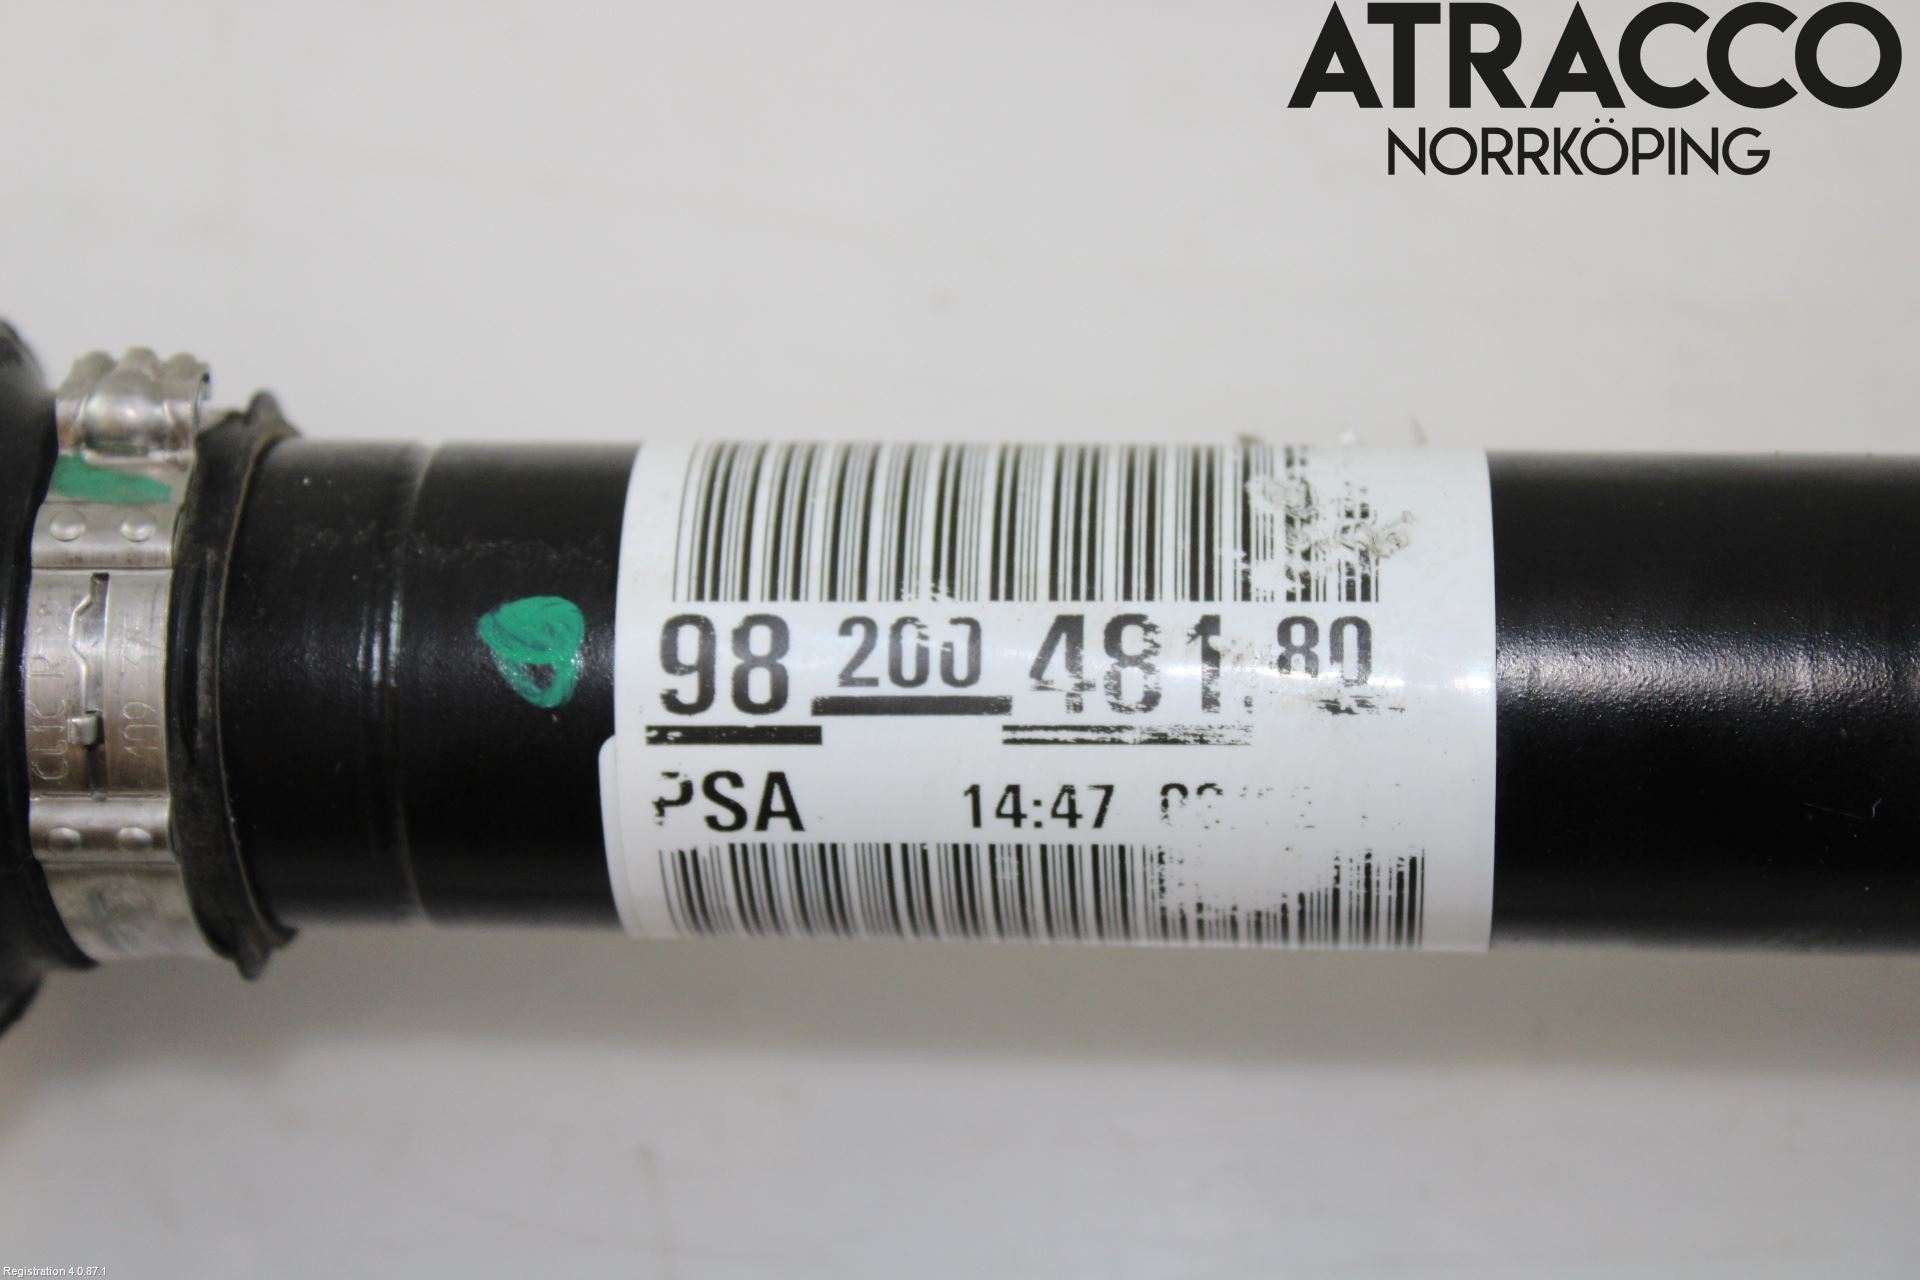 ATRACCO
NORRKÖPING
98 200 481 80
PSA 14:47
Registration 4.0.87.1